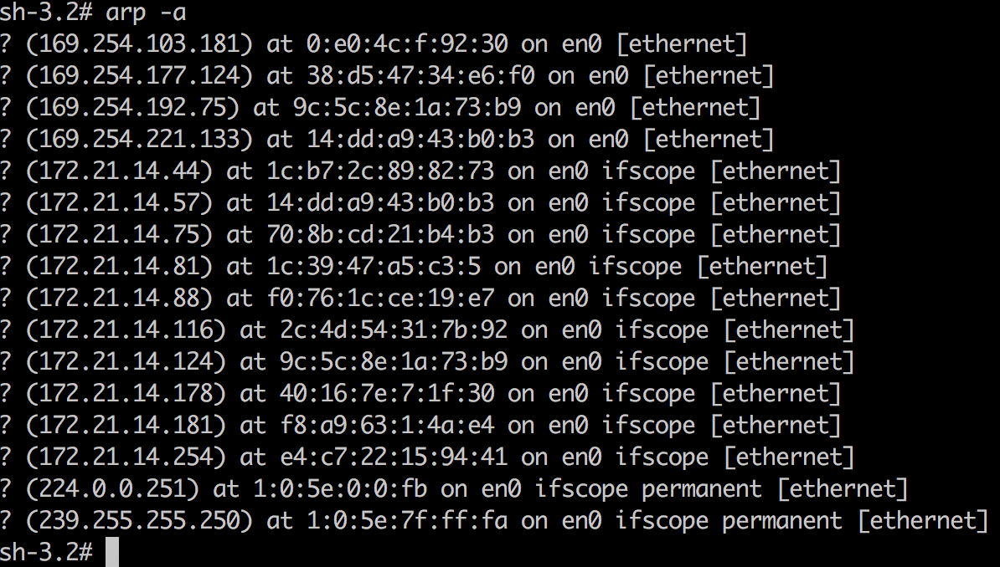 sh-3.2# arp -a
? (169.254.103.181) at 0:e0:4c:f:92:30 on en0 [ethernet]
? (169.254.177.124) at 38:d5:47:34:e6:f0 on en0 [ethernet]
? (169.254.192.75) at 9c:5c:8e:1a:73:b9 on en0 [ethernet]
? (169.254.221.133) at 14:dd:a9:43:b0:b3 on en0 [ethernet]
? (172.21.14.44) at 1c:b7:2c:89:82:73 on en0 ifscope [ethernet]
? (172.21.14.57) at 14:dd:a9:43:b0:b3 on en0 ifscope [ethernet]
? (172.21.14.75) at 70:8b:cd:21:b4:b3 on en0 ifscope [ethernet]
? (172.21.14.81) at 1c:39:47:a5:c3:5 on en0 ifscope [ethernet]
? (172.21.14.88) at f0:76:1c:ce:19:e7 on en0 ifscope [ethernet]
? (172.21.14.116) at 2c:4d:54:31:7b:92 on en0 ifscope [ethernet]
? (172.21.14.124) at 9c:5c:8e:1a:73:b9 on en0 ifscope [ethernet]
? (172.21.14.178) at 40:16:7e:7:1f:30 on en0 ifscope [ethernet]
? (172.21.14.181) at f8:a9:63:1:4a:e4 on en0 ifscope [ethernet]
? (172.21.14.254) at e4:c7:22:15:94:41 on en0 ifscope [ethernet]
? (224.0.0.251) at 1:0:5e:0:0:fb on en0 ifscope permanent [ethernet]
? (239.255.255.250) at 1:0:5e:7f:ff:fa on en0 ifscope permanent [ethernet]
sh-3.2#